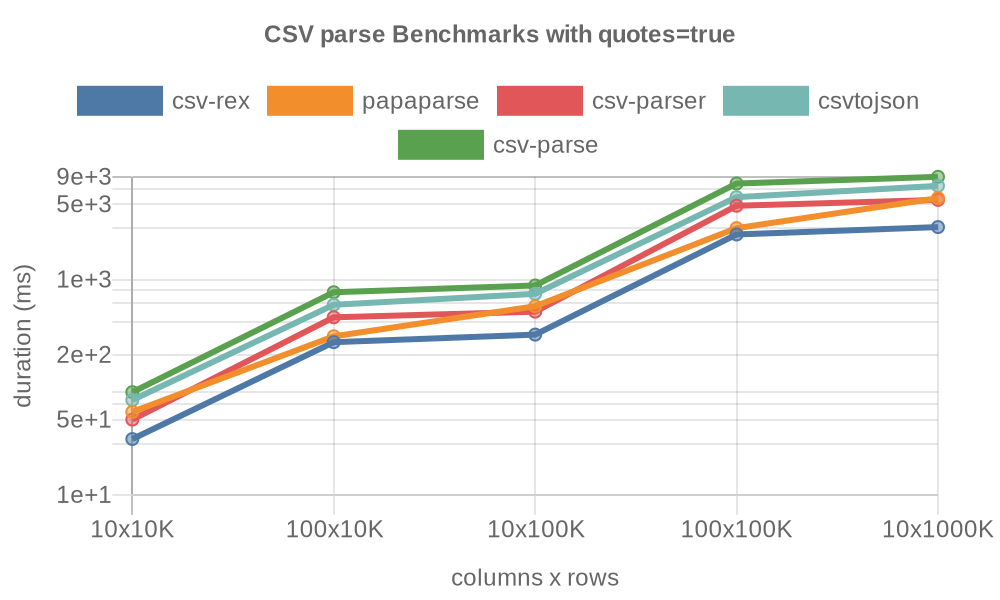 CSV parse Benchmarks with quotes=true
csv-rex papaparse csv-parser csvtojson
csv-parse
9e+3
5e+3
1e+3
2e+2
5e+1
1e+1
duration (ms)
10x10K 100x10K 10x100K 100x100K 10x1000K
columns x rows